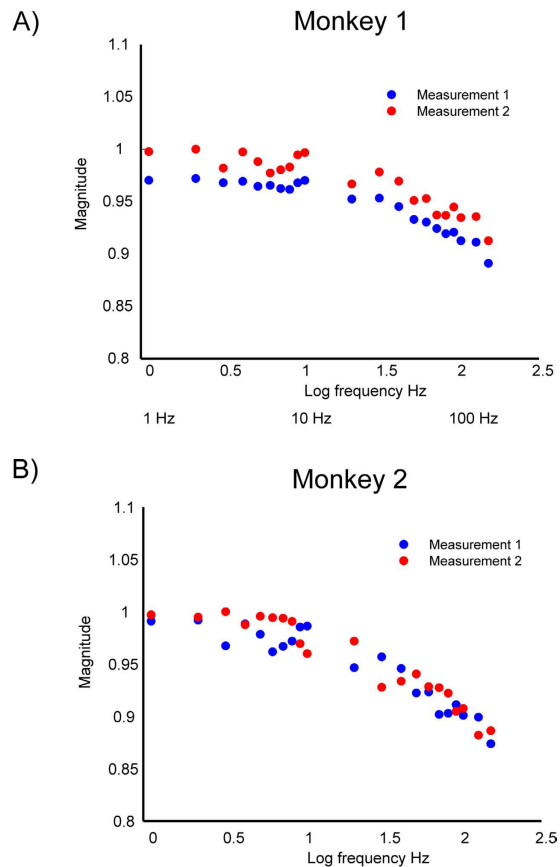 A)
Monkey 1
1.1
1.05
1
0.95
0.9
0.85
0.8
Magnitude
Measurement 1
Measurement 2
0 0.5 1 1.5 2 2.5
Log frequency Hz
1 Hz 10 Hz 100 Hz
B)
Monkey 2
1.1
1.05
1
0.95
0.9
0.85
0.8
Magnitude
Measurement 1
Measurement 2
0 0.5 1 1.5 2 2.5
Log frequency Hz